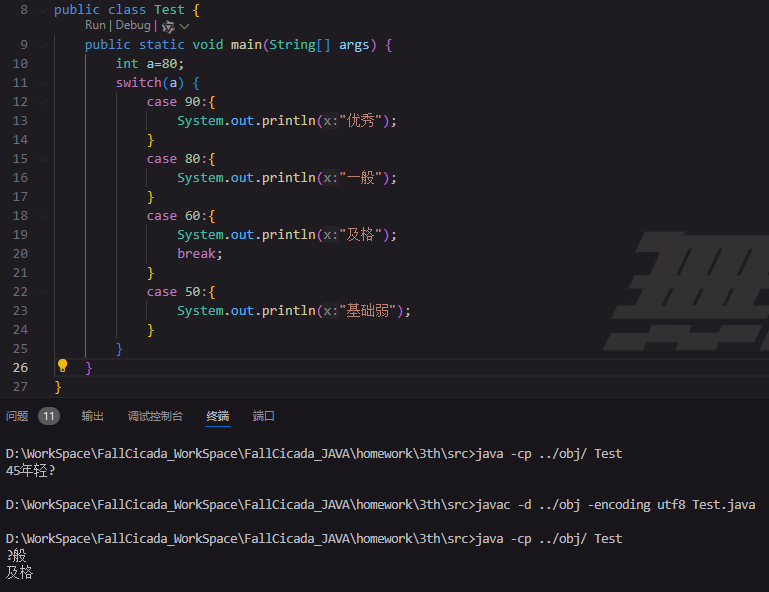 8 public class Test {
Run | Debug |
9 public static void main(String[] args) {
10 int a=80;
11 switch(a) {
12 case 90:{
13 System.out.println(x:"优秀");
14 }
15 case 80:{
16 System.out.println(x:"一般");
17 }
18 case 60:{
19 System.out.println(x:"及格");
20 break;
21 }
22 case 50:{
23 System.out.println(x:"基础弱");
24 }
25 }
26 }
27 }
问题 11 输出 调试控制台 终端 端口
D:\WorkSpace\FallCicada_WorkSpace\FallCicada_JAVA\homework\3th\src>java -cp ../obj/ Test
45年轻?
D:\WorkSpace\FallCicada_WorkSpace\FallCicada_JAVA\homework\3th\src>javac -d ../obj -encoding utf8 Test.java
D:\WorkSpace\FallCicada_WorkSpace\FallCicada_JAVA\homework\3th\src>java -cp ../obj/ Test
?般
及格